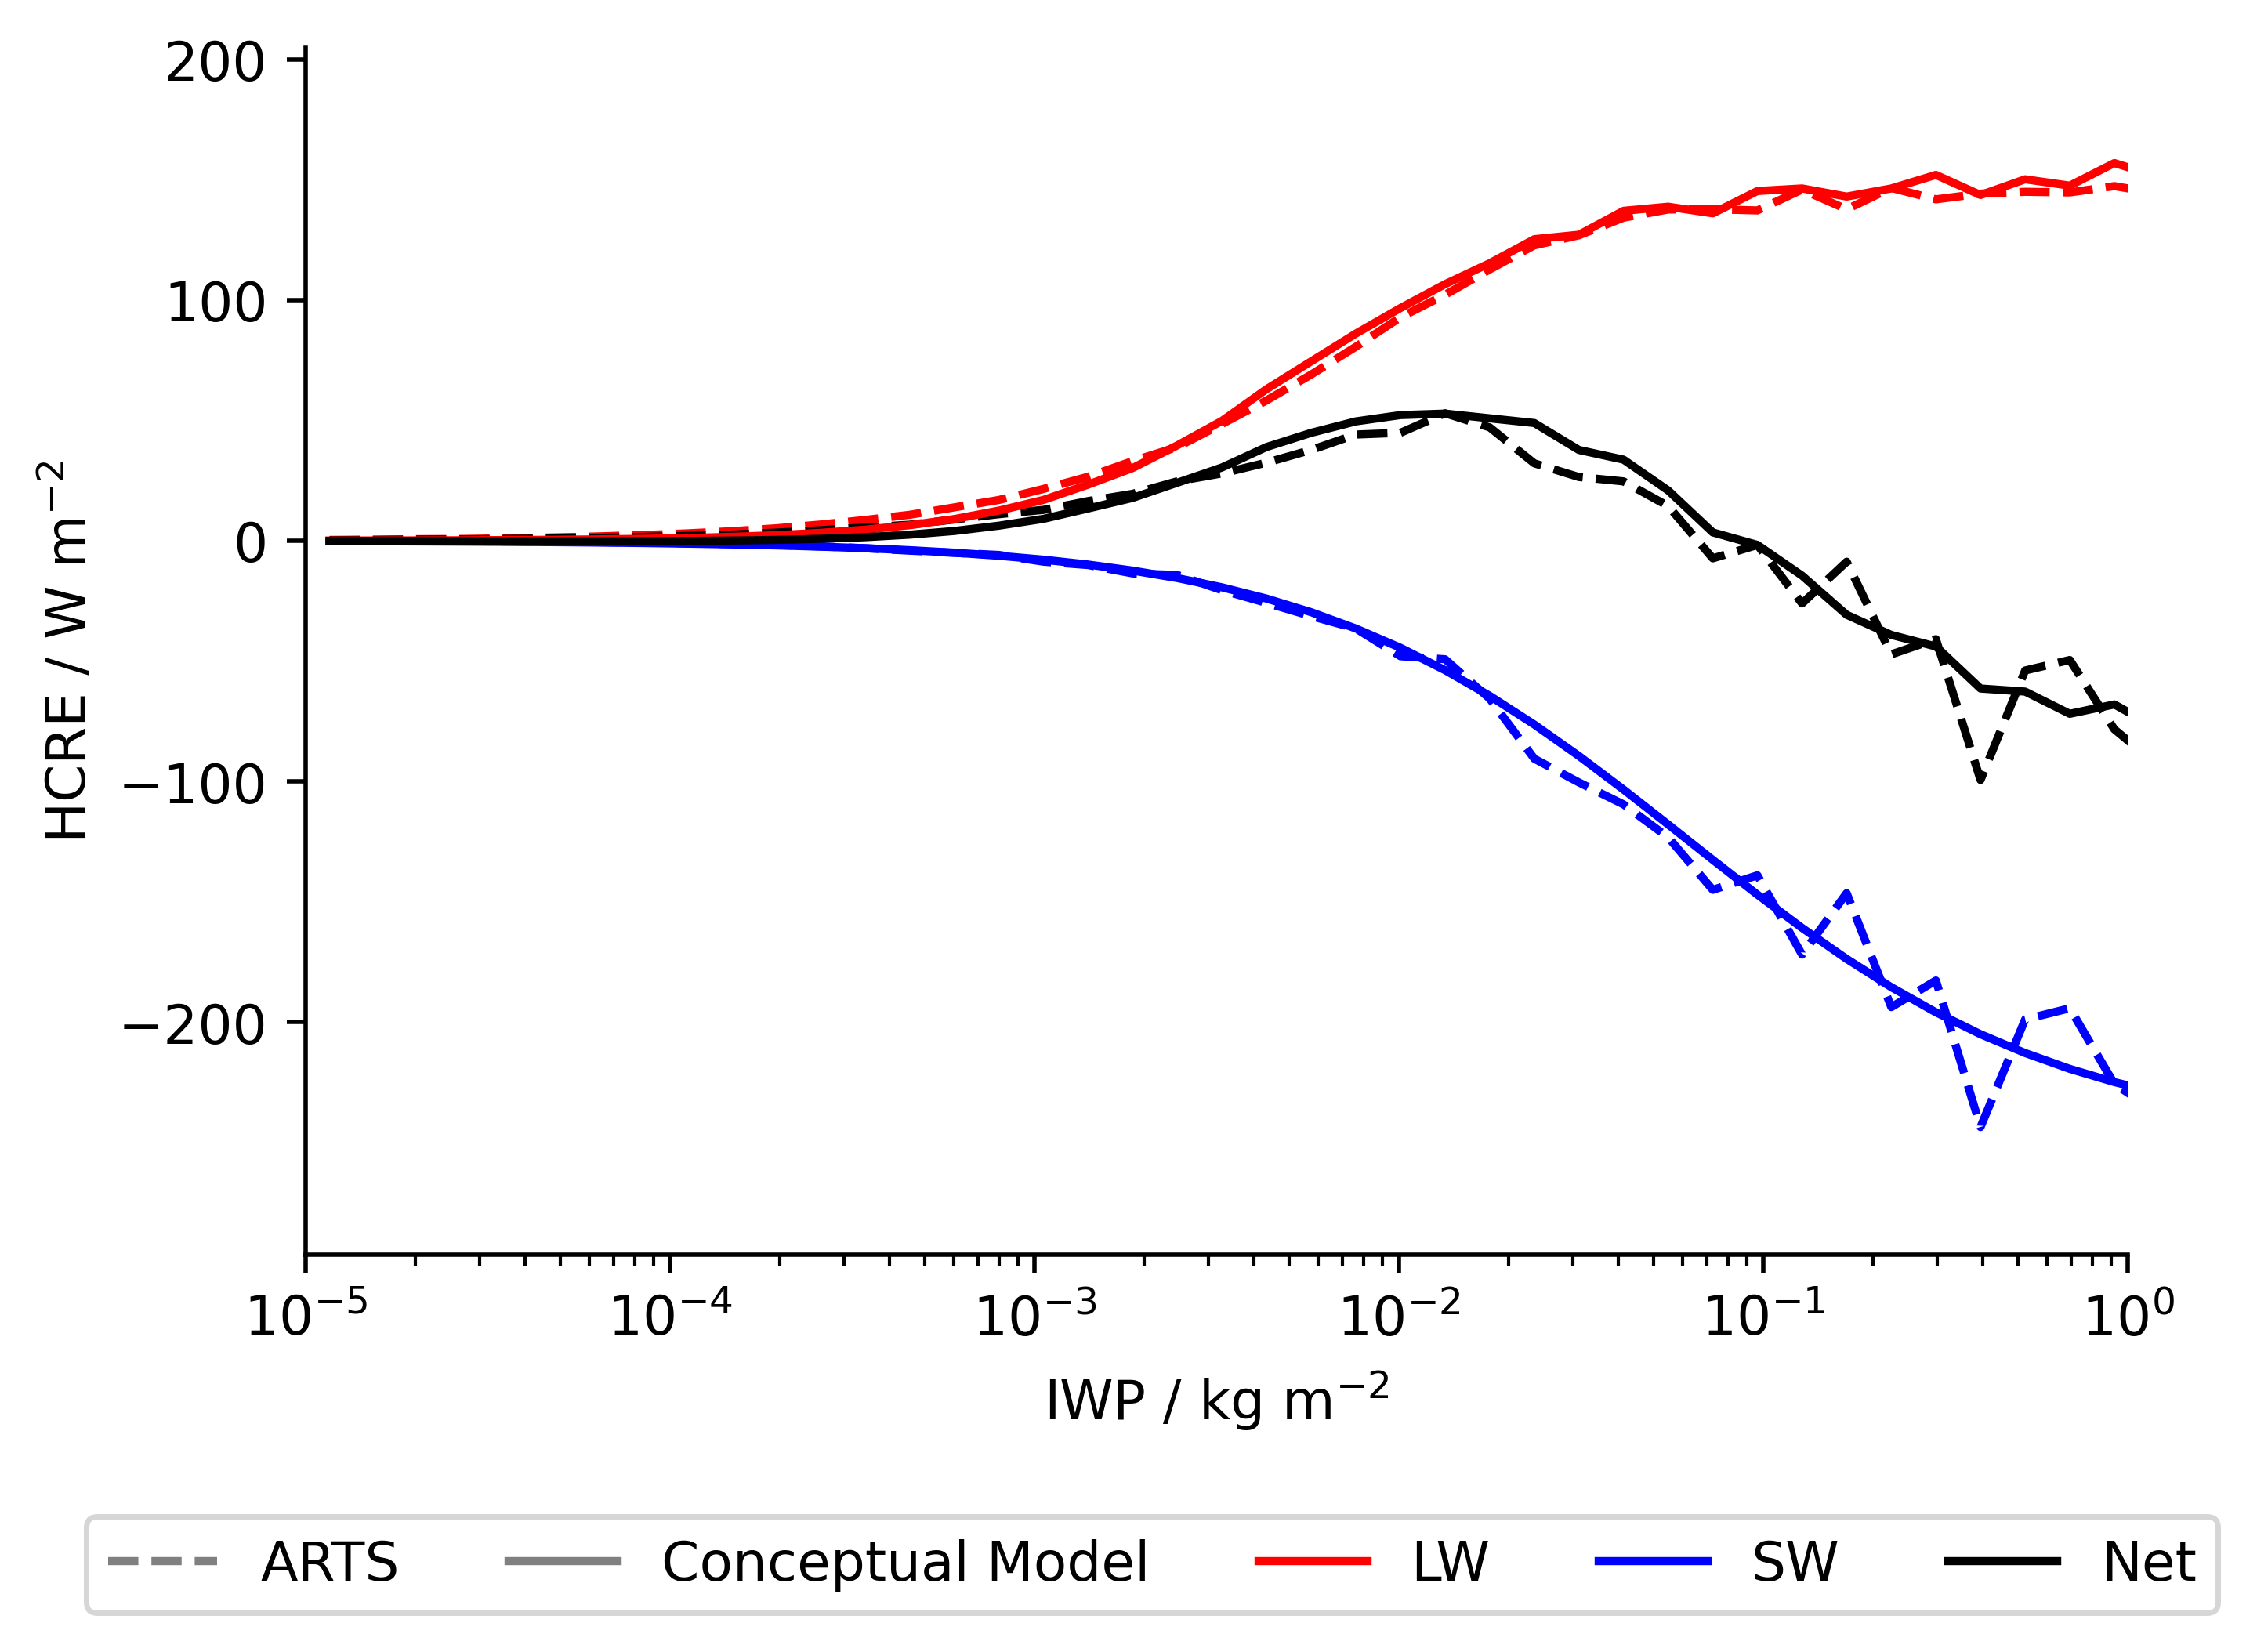 200
100
0
−100
−200
HCRE / W m⁻²
10⁻⁵ 10⁻⁴ 10⁻³ 10⁻² 10⁻¹ 10⁰
IWP / kg m⁻²
ARTS Conceptual Model LW SW Net